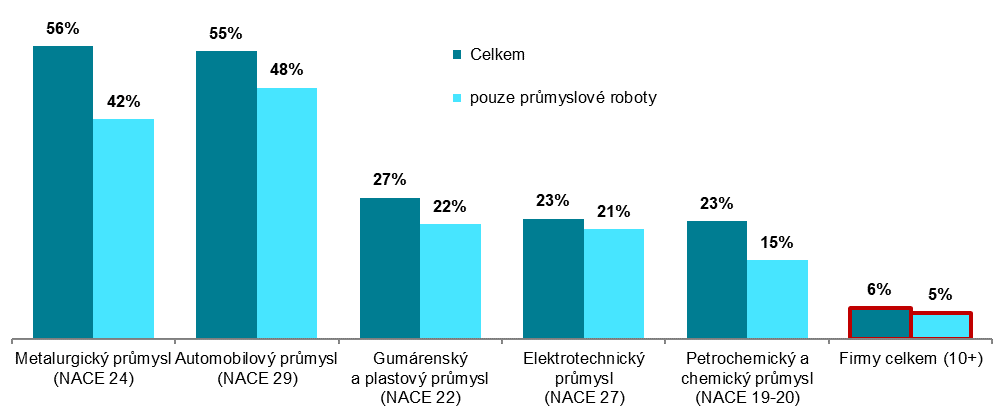 56%
42%
55%
48%
27%
22%
23%
21%
23%
15%
6%
5%
Celkem
pouze průmyslové roboty
Metalurgický průmysl
(NACE 24)
Automobilový průmysl
(NACE 29)
Gumárenský
a plastový průmysl
(NACE 22)
Elektrotechnický
průmysl
(NACE 27)
Petrochemický a
chemický průmysl
(NACE 19-20)
Firmy celkem (10+)